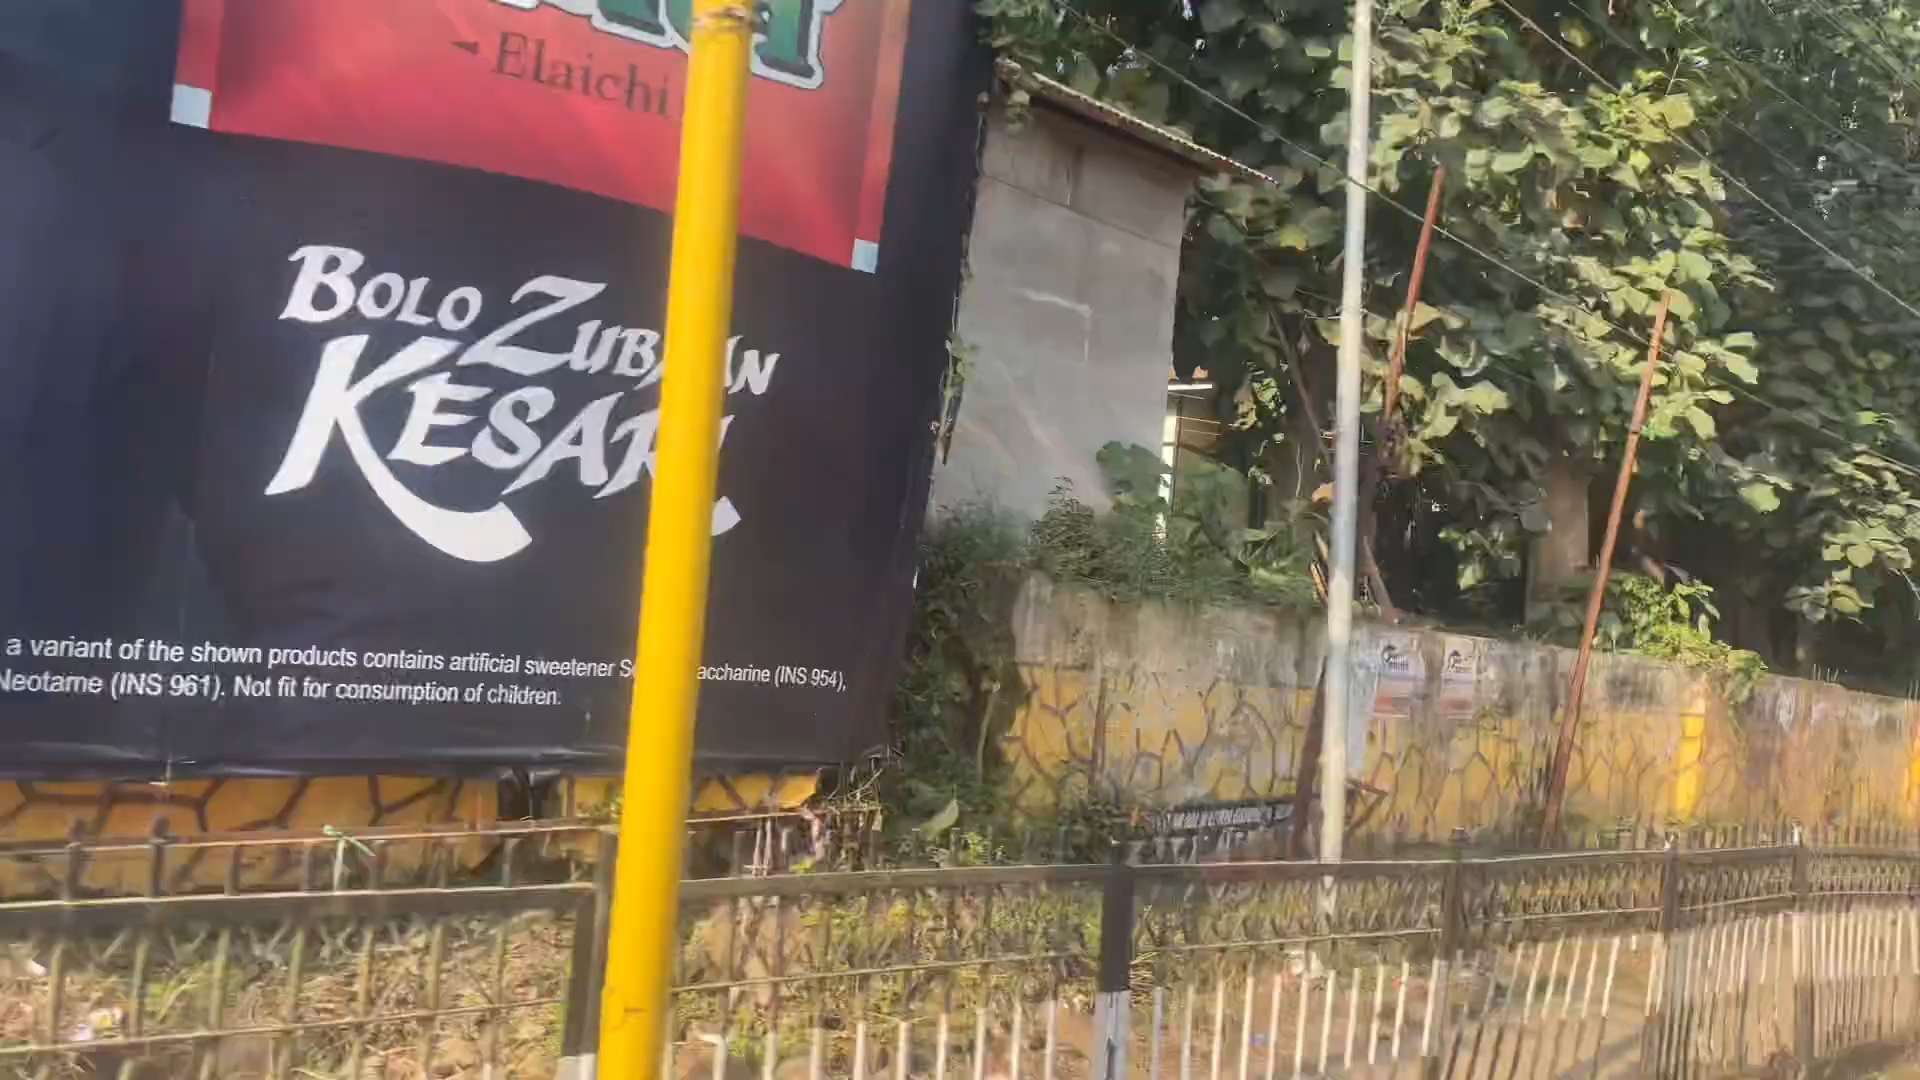 Elaichi
BOLO ZUBAAN
KESARI
a variant of the shown products contains artificial sweetener S accharine (INS 954),
Neotame (INS 961). Not fit for consumption of children.